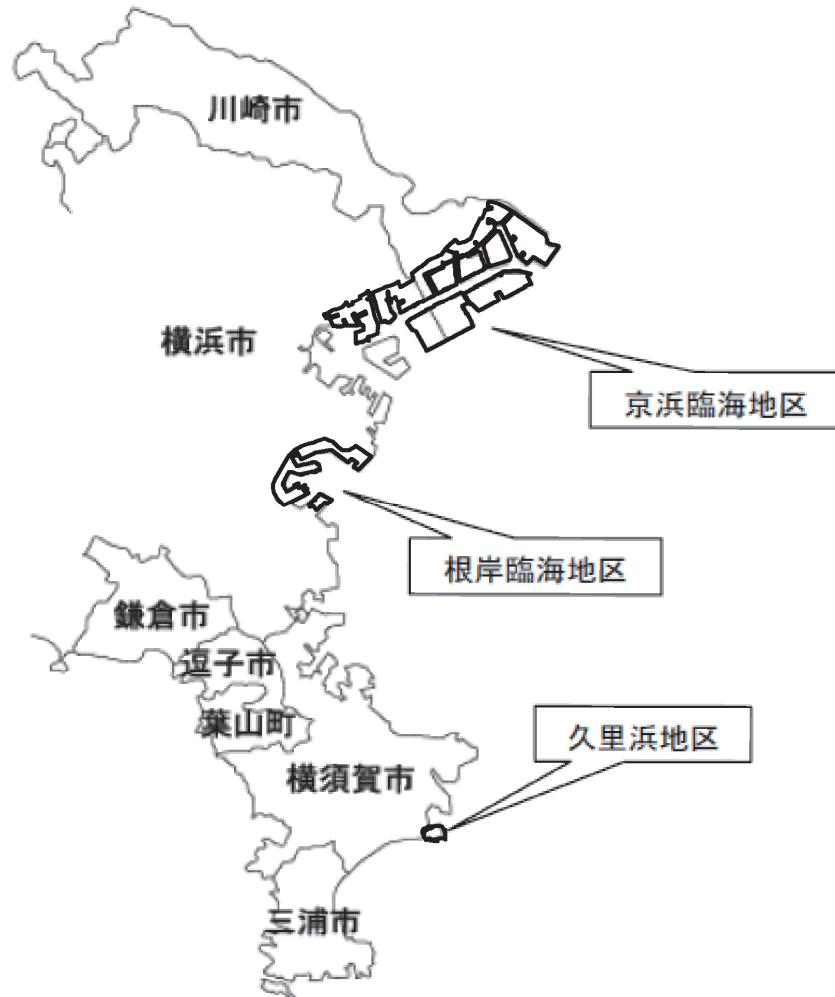 川崎市
横浜市
京浜臨海地区
根岸臨海地区
鎌倉市
逗子市
葉山町
久里浜地区
横須賀市
三浦市